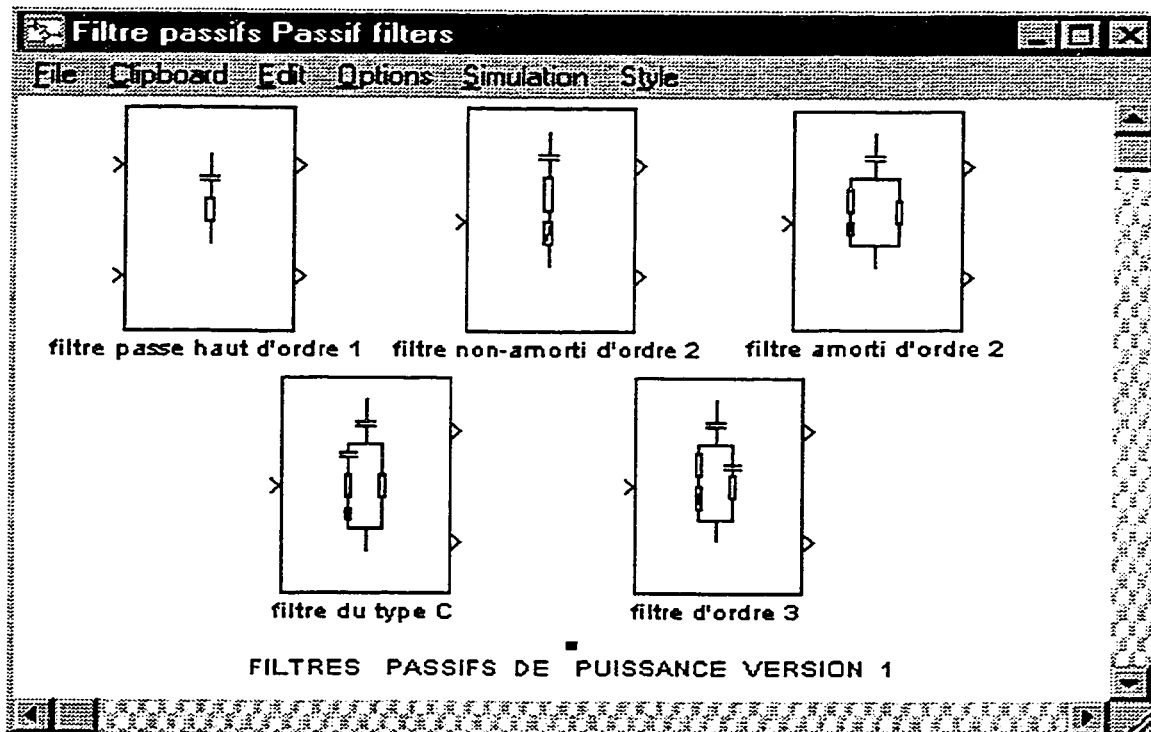 Filtre passifs Passif filters
File Clipboard Edit Options Simulation Style
filtre passe haut d'ordre 1 filtre non-amorti d'ordre 2 filtre amorti d'ordre 2
filtre du type C filtre d'ordre 3
FILTRES PASSIFS DE PUISSANCE VERSION 1